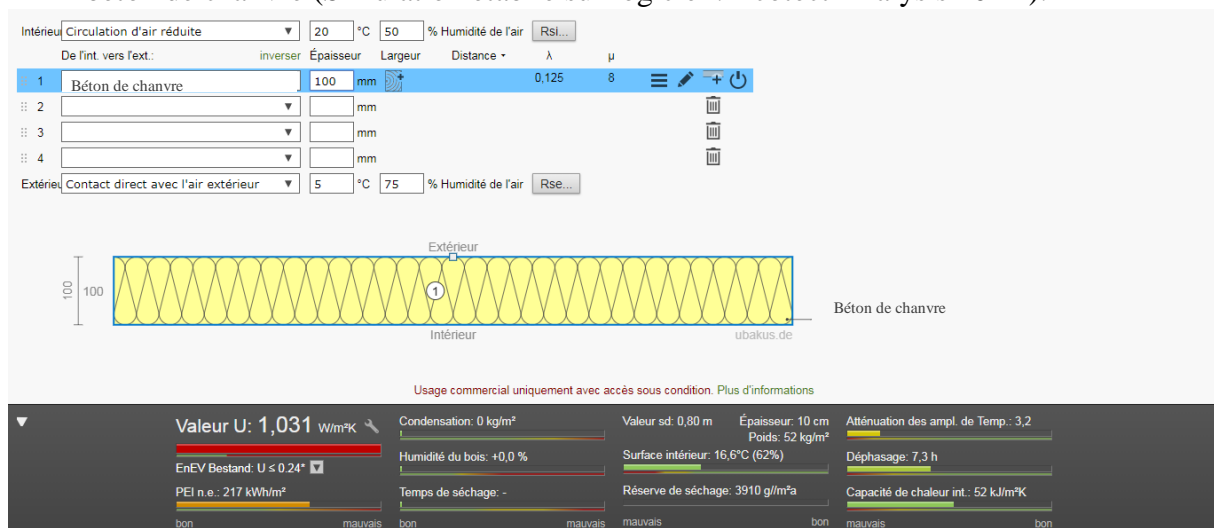 Intérieu Circulation d'air réduite ▼ 20 °C 50 % Humidité de l'air Rsi...
De l'int. vers l'ext.: inverser Épaisseur Largeur Distance λ μ
1 Béton de chanvre 100 mm 0,125 8
2 ▼ mm
3 ▼ mm
4 ▼ mm
Extérieu Contact direct avec l'air extérieur ▼ 5 °C 75 % Humidité de l'air Rse...
Extérieur
100 100 1
Béton de chanvre
Intérieur ubakus.de
Usage commercial uniquement avec accès sous condition. Plus d'informations
Valeur U: 1,031 W/m²K
EnEV Bestand: U ≤ 0.24*
PEI n.e.: 217 kWh/m²
bon mauvais
Condensation: 0 kg/m²
Humidité du bois: +0,0 %
Temps de séchage: -
bon mauvais
Valeur sd: 0,80 m Épaisseur: 10 cm
Poids: 52 kg/m²
Surface intérieur: 16,6°C (62%)
Réserve de séchage: 3910 g//m²a
mauvais bon
Atténuation des ampl. de Temp.: 3,2
Déphasage: 7,3 h
Capacité de chaleur int.: 52 kJ/m²K
mauvais bon